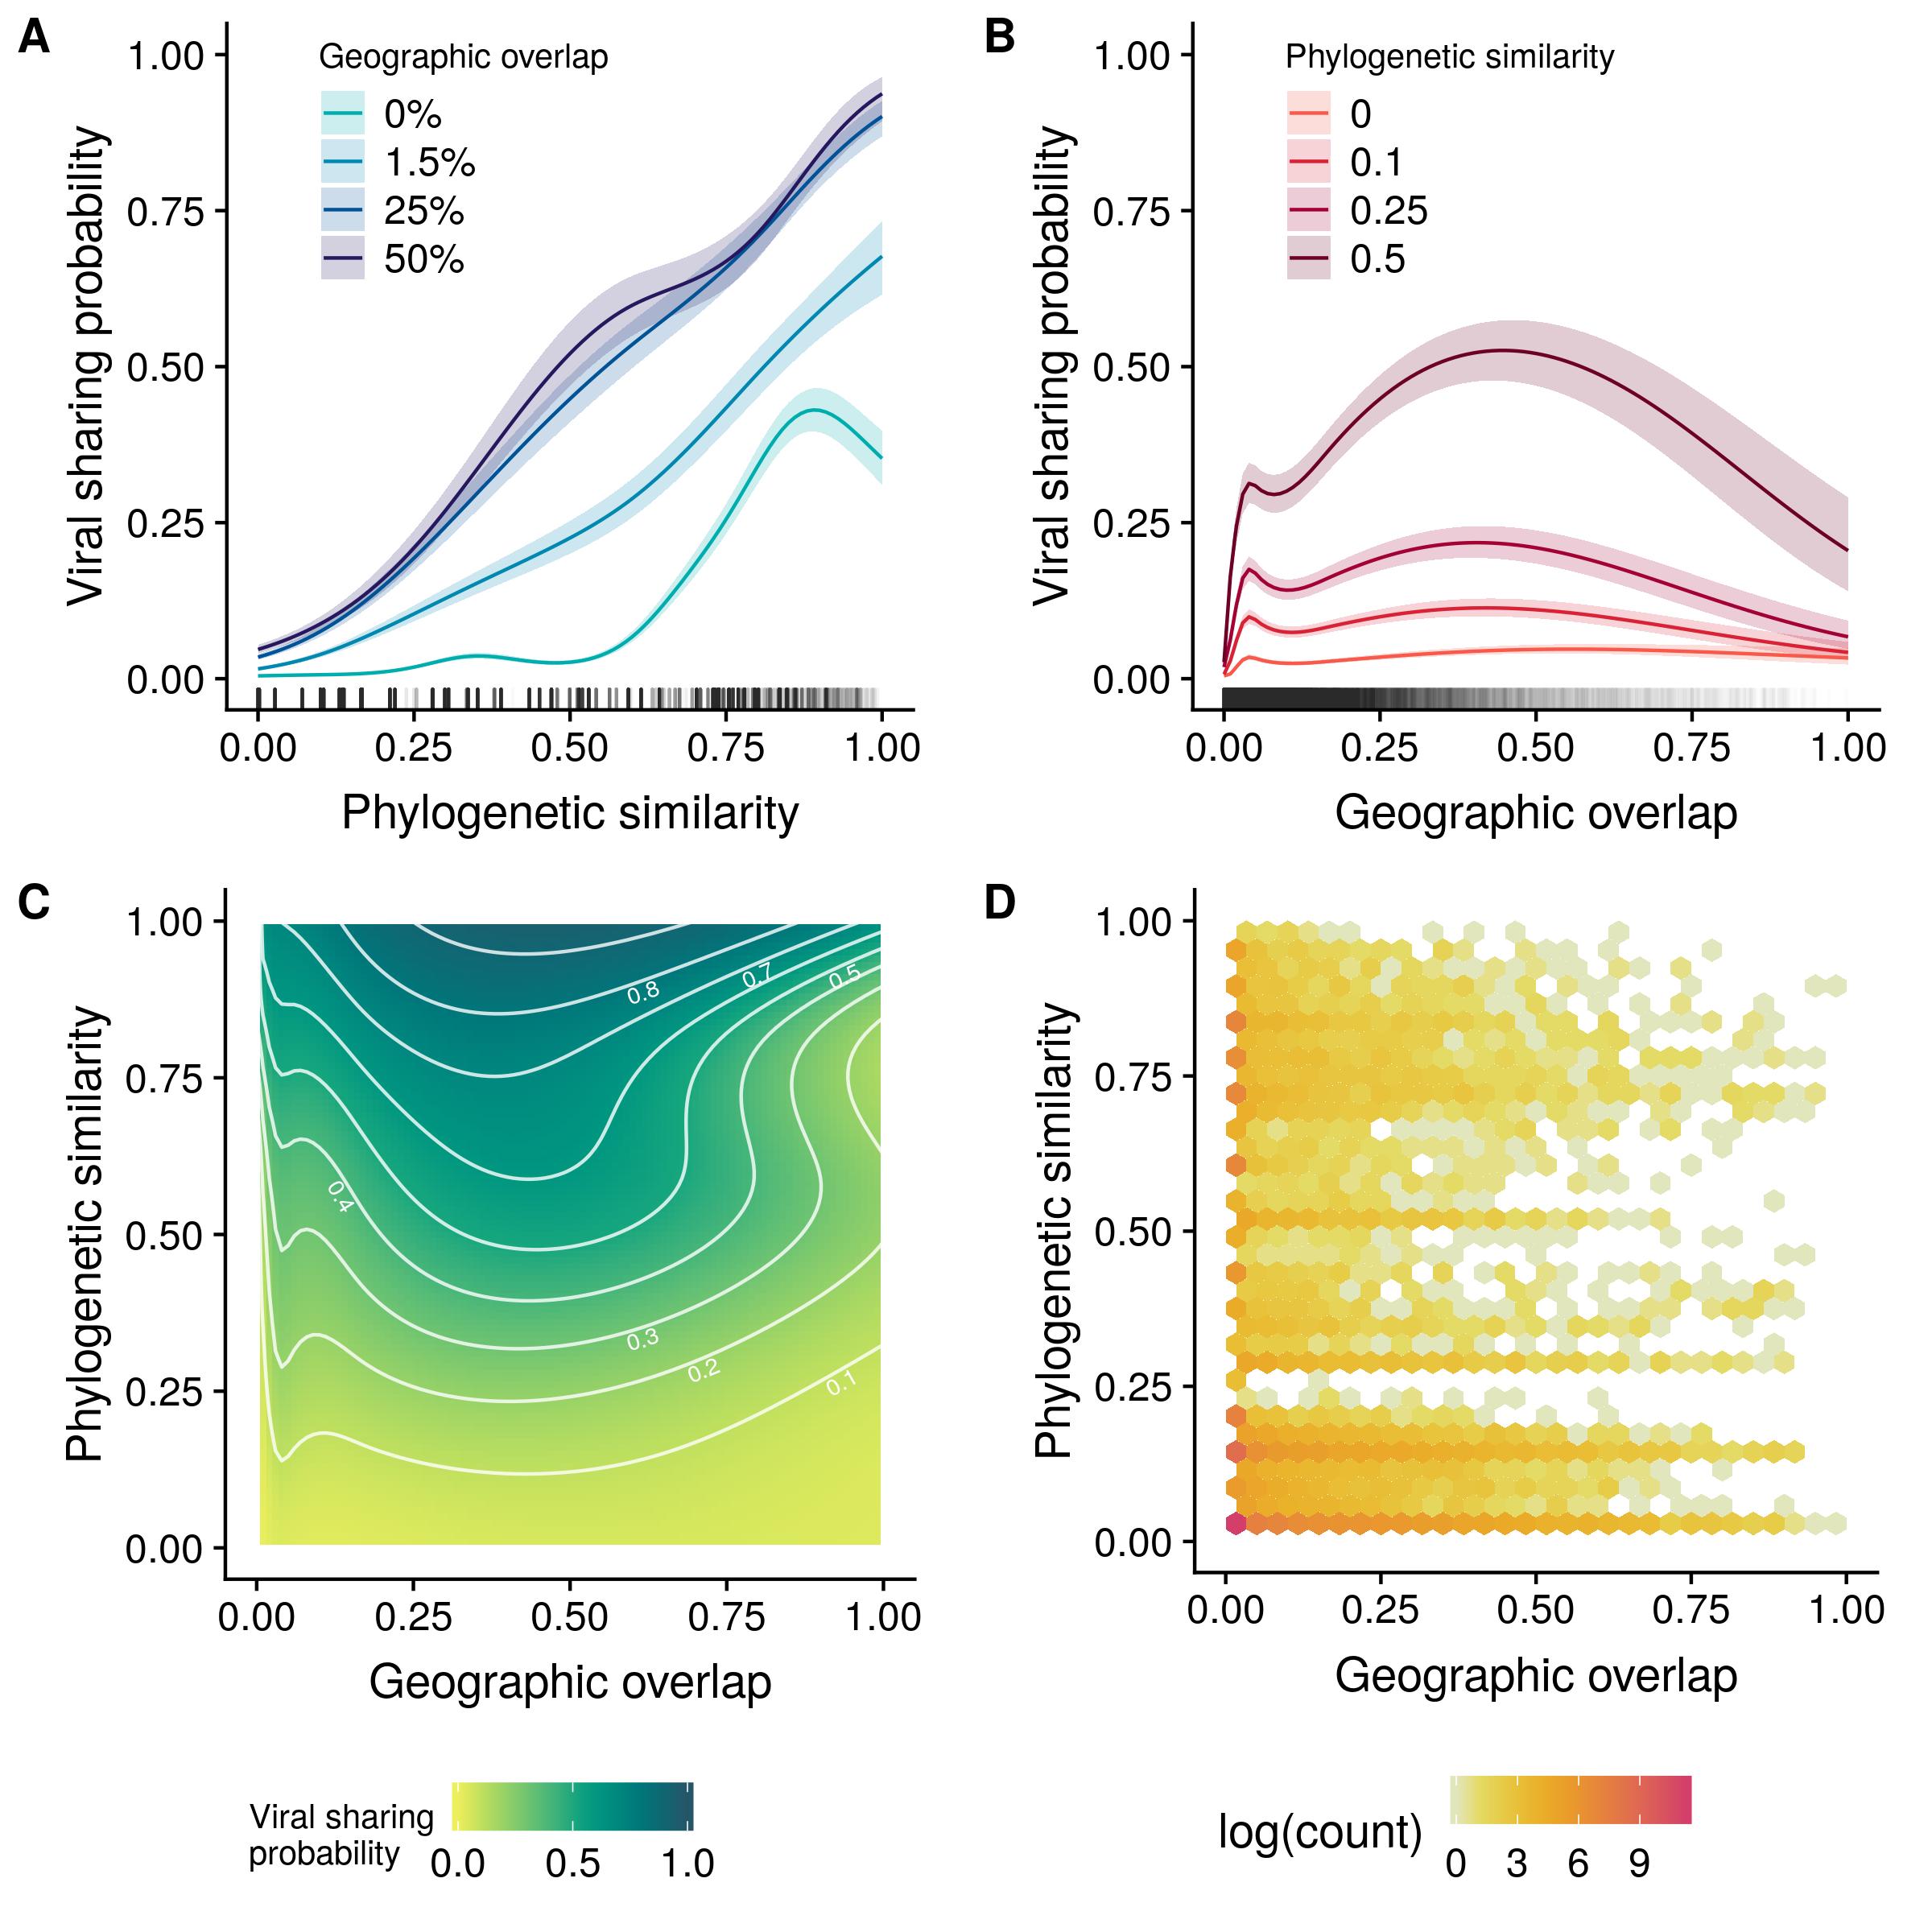 A
Geographic overlap
0%
1.5%
25%
50%
Viral sharing probability
1.00
0.75
0.50
0.25
0.00
0.00 0.25 0.50 0.75 1.00
Phylogenetic similarity
B
Phylogenetic similarity
0
0.1
0.25
0.5
Viral sharing probability
1.00
0.75
0.50
0.25
0.00
0.00 0.25 0.50 0.75 1.00
Geographic overlap
C
Phylogenetic similarity
1.00
0.75
0.50
0.25
0.00
0.8
0.7
0.5
0.4
0.3
0.2
0.1
0.00 0.25 0.50 0.75 1.00
Geographic overlap
Viral sharing
probability
0.0 0.5 1.0
D
Phylogenetic similarity
1.00
0.75
0.50
0.25
0.00
0.00 0.25 0.50 0.75 1.00
Geographic overlap
log(count)
0 3 6 9